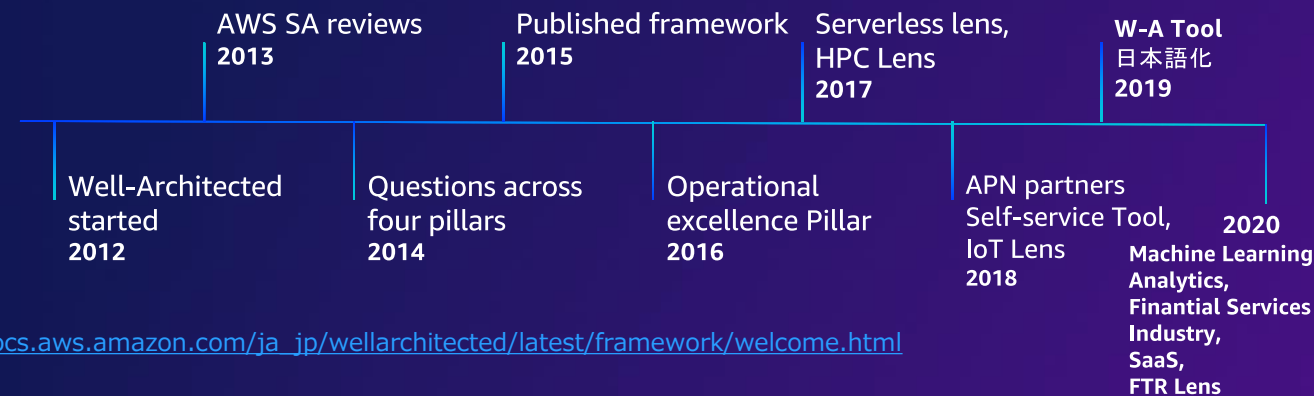 AWS SA reviews
2013
Published framework
2015
Serverless lens,
HPC Lens
2017
W-A Tool
日本語化
2019
Well-Architected
started
2012
Questions across
four pillars
2014
Operational
excellence Pillar
2016
APN partners
Self-service Tool,
IoT Lens
2018
2020
Machine Learning
Analytics,
Finantial Services
Industry,
SaaS,
FTR Lens
ocs.aws.amazon.com/ja_jp/wellarchitected/latest/framework/welcome.html